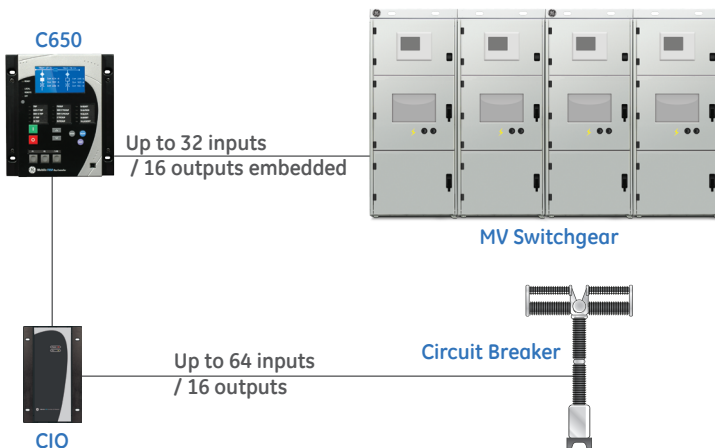 C650
Up to 32 inputs
/ 16 outputs embedded
MV Switchgear
Circuit Breaker
Up to 64 inputs
/ 16 outputs
CIO